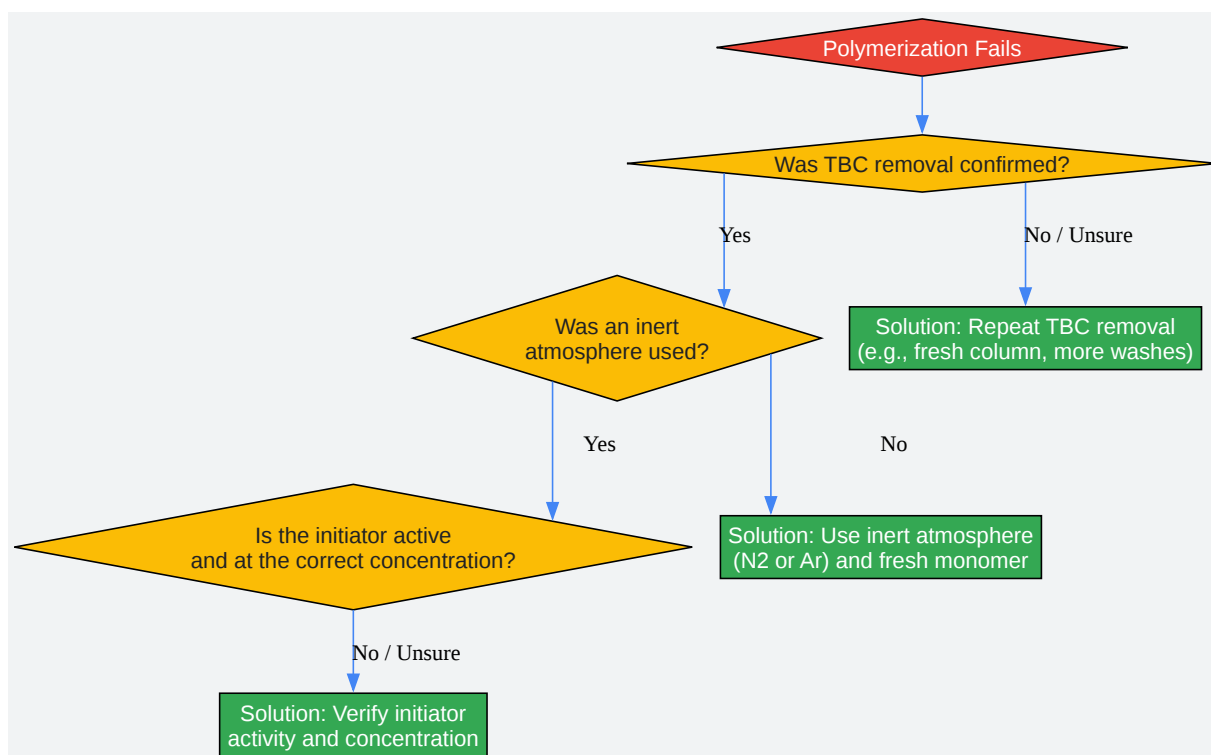 Polymerization Fails
Was TBC removal confirmed?
Yes
No / Unsure
Was an inert
atmosphere used?
Solution: Repeat TBC removal
(e.g., fresh column, more washes)
Yes
No
Is the initiator active
and at the correct concentration?
Solution: Use inert atmosphere
(N2 or Ar) and fresh monomer
No / Unsure
Solution: Verify initiator
activity and concentration